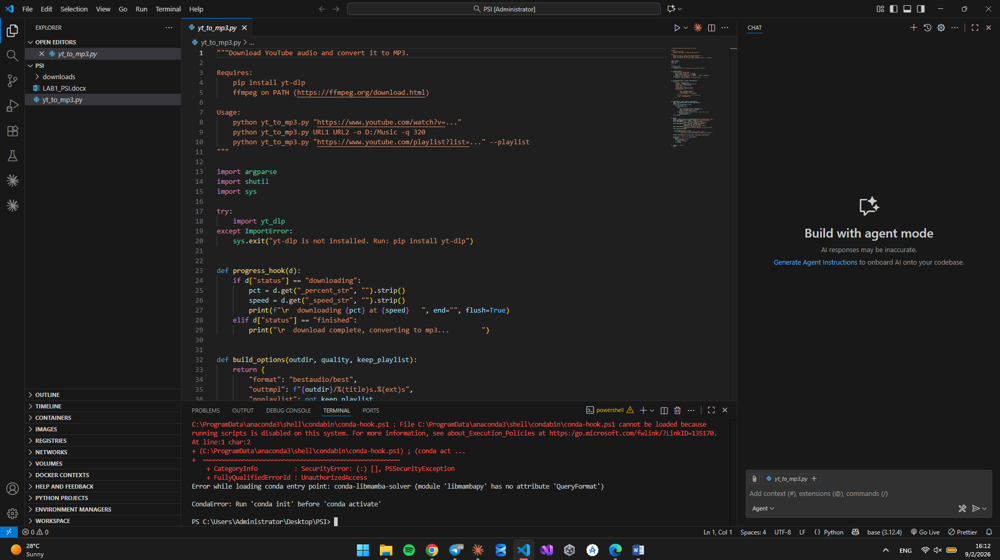 File Edit Selection View Go Run Terminal Help
PSI [Administrator]
EXPLORER
OPEN EDITORS
yt_to_mp3.py
PSI
downloads
LAB1_PSI.docx
yt_to_mp3.py
OUTLINE
TIMELINE
CONTAINERS
IMAGES
REGISTRIES
NETWORKS
VOLUMES
DOCKER CONTEXTS
HELP AND FEEDBACK
PYTHON PROJECTS
ENVIRONMENT MANAGERS
WORKSPACE
yt_to_mp3.py
yt_to_mp3.py > ...
1 """Download YouTube audio and convert it to MP3.
2
3 Requires:
4     pip install yt-dlp
5     ffmpeg on PATH (https://ffmpeg.org/download.html)
6
7 Usage:
8     python yt_to_mp3.py "https://www.youtube.com/watch?v=..."
9     python yt_to_mp3.py URL1 URL2 -o D:/Music -q 320
10     python yt_to_mp3.py "https://www.youtube.com/playlist?list=..." --playlist
11 """
12
13 import argparse
14 import shutil
15 import sys
16
17 try:
18     import yt_dlp
19 except ImportError:
20     sys.exit("yt-dlp is not installed. Run: pip install yt-dlp")
21
22
23 def progress_hook(d):
24     if d["status"] == "downloading":
25         pct = d.get("_percent_str", "").strip()
26         speed = d.get("_speed_str", "").strip()
27         print(f"\r  downloading {pct} at {speed}   ", end="", flush=True)
28     elif d["status"] == "finished":
29         print("\r  download complete, converting to mp3...        ")
30
31
32 def build_options(outdir, quality, keep_playlist):
33     return {
34         "format": "bestaudio/best",
35         "outtmpl": f"{outdir}/%(title)s.%(ext)s",
36         "noplaylist": not keep_playlist
PROBLEMS OUTPUT DEBUG CONSOLE TERMINAL PORTS
powershell
C:\ProgramData\anaconda3\shell\condabin\conda-hook.ps1 : File C:\ProgramData\anaconda3\shell\condabin\conda-hook.ps1 cannot be loaded because
running scripts is disabled on this system. For more information, see about_Execution_Policies at https:/go.microsoft.com/fwlink/?LinkID=135170.
At line:1 char:2
+ (C:\ProgramData\anaconda3\shell\condabin\conda-hook.ps1) ; (conda act ...
+  ~~~~~~~~~~~~~~~~~~~~~~~~~~~~~~~~~~~~~~~~~~~~~~~~~~~~~~
    + CategoryInfo          : SecurityError: (:) [], PSSecurityException
    + FullyQualifiedErrorId : UnauthorizedAccess
Error while loading conda entry point: conda-libmamba-solver (module 'libmambapy' has no attribute 'QueryFormat')
CondaError: Run 'conda init' before 'conda activate'
PS C:\Users\Administrator\Desktop\PSI>
CHAT
Build with agent mode
AI responses may be inaccurate.
Generate Agent Instructions to onboard AI onto your codebase.
yt_to_mp3.py
Add context (#), extensions (@), commands (/)
Agent
0 0
Ln 1, Col 1 Spaces: 4 UTF-8 LF {} Python base (3.12.4) Go Live Prettier
28°C
Sunny
46
ENG
16:12
9/2/2026